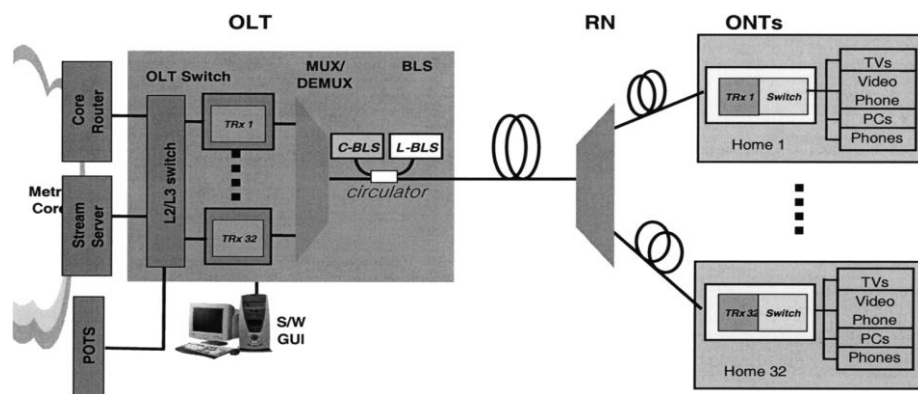 OLT
RN
ONTs
OLT Switch
MUX/
DEMUX
BLS
Core
Router
Metr
Core
Stream
Server
POTS
L2/L3 switch
TRx 1
TRx 32
C-BLS
L-BLS
circulator
S/W
GUI
TRx 1
Switch
Home 1
TVs
Video
Phone
PCs
Phones
TRx 32
Switch
Home 32
TVs
Video
Phone
PCs
Phones